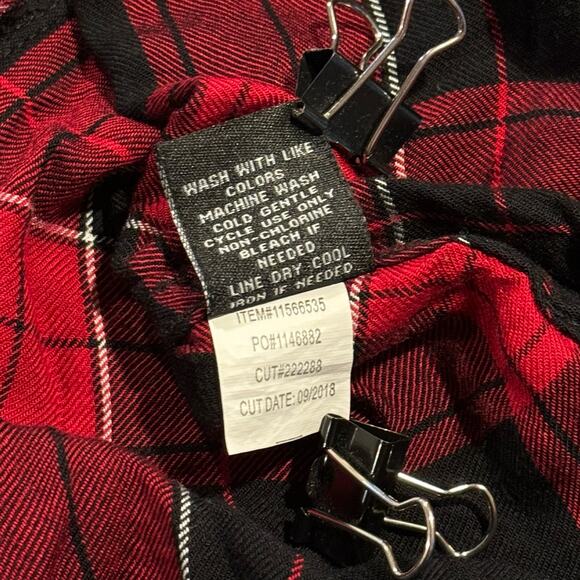 WASH WITH LIKE
COLORS
MACHINE WASH
COLD GENTLE
CYCLE USE ONLY
NON-CHLORINE
BLEACH IF
NEEDED
LINE DRY COOL
IRON IF NEEDED
ITEM#11566535
PO#1146882
CUT#222288
CUT DATE: 09/2018